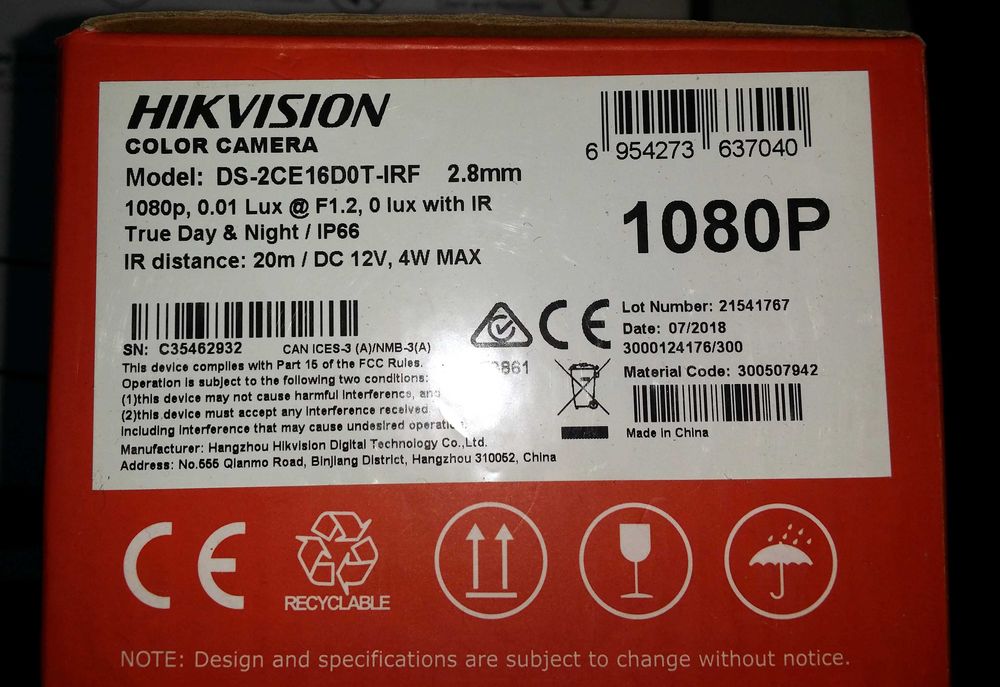 HIKVISION
COLOR CAMERA
Model: DS-2CE16D0T-IRF 2.8mm
1080p, 0.01 Lux @ F1.2, 0 lux with IR
True Day & Night / IP66
IR distance: 20m / DC 12V, 4W MAX
6 954273 637040
1080P
SN: C35462932 CAN ICES-3 (A)/NMB-3(A)
This device complies with Part 15 of the FCC Rules.
Operation is subject to the following two conditions:
(1)this device may not cause harmful interference, and
(2)this device must accept any interference received,
including interference that may cause undesired operation.
Manufacturer: Hangzhou Hikvision Digital Technology Co.,Ltd.
Address: No.555 Qianmo Road, Binjiang District, Hangzhou 310052, China
CE
Lot Number: 21541767
Date: 07/2018
3000124176/300
Material Code: 300507942
Made in China
CE
RECYCLABLE
NOTE: Design and specifications are subject to change without notice.